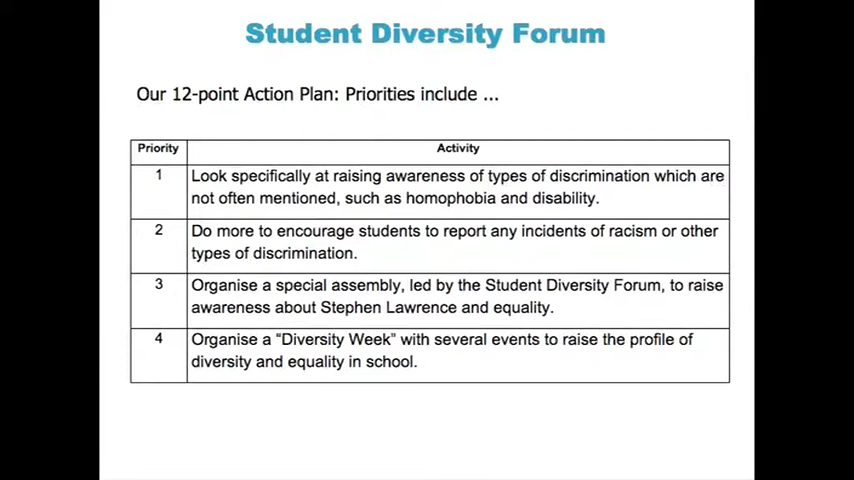 Student Diversity Forum
Our 12-point Action Plan: Priorities include ...
Priority Activity
1 Look specifically at raising awareness of types of discrimination which are
not often mentioned, such as homophobia and disability.
2 Do more to encourage students to report any incidents of racism or other
types of discrimination.
3 Organise a special assembly, led by the Student Diversity Forum, to raise
awareness about Stephen Lawrence and equality.
4 Organise a “Diversity Week” with several events to raise the profile of
diversity and equality in school.